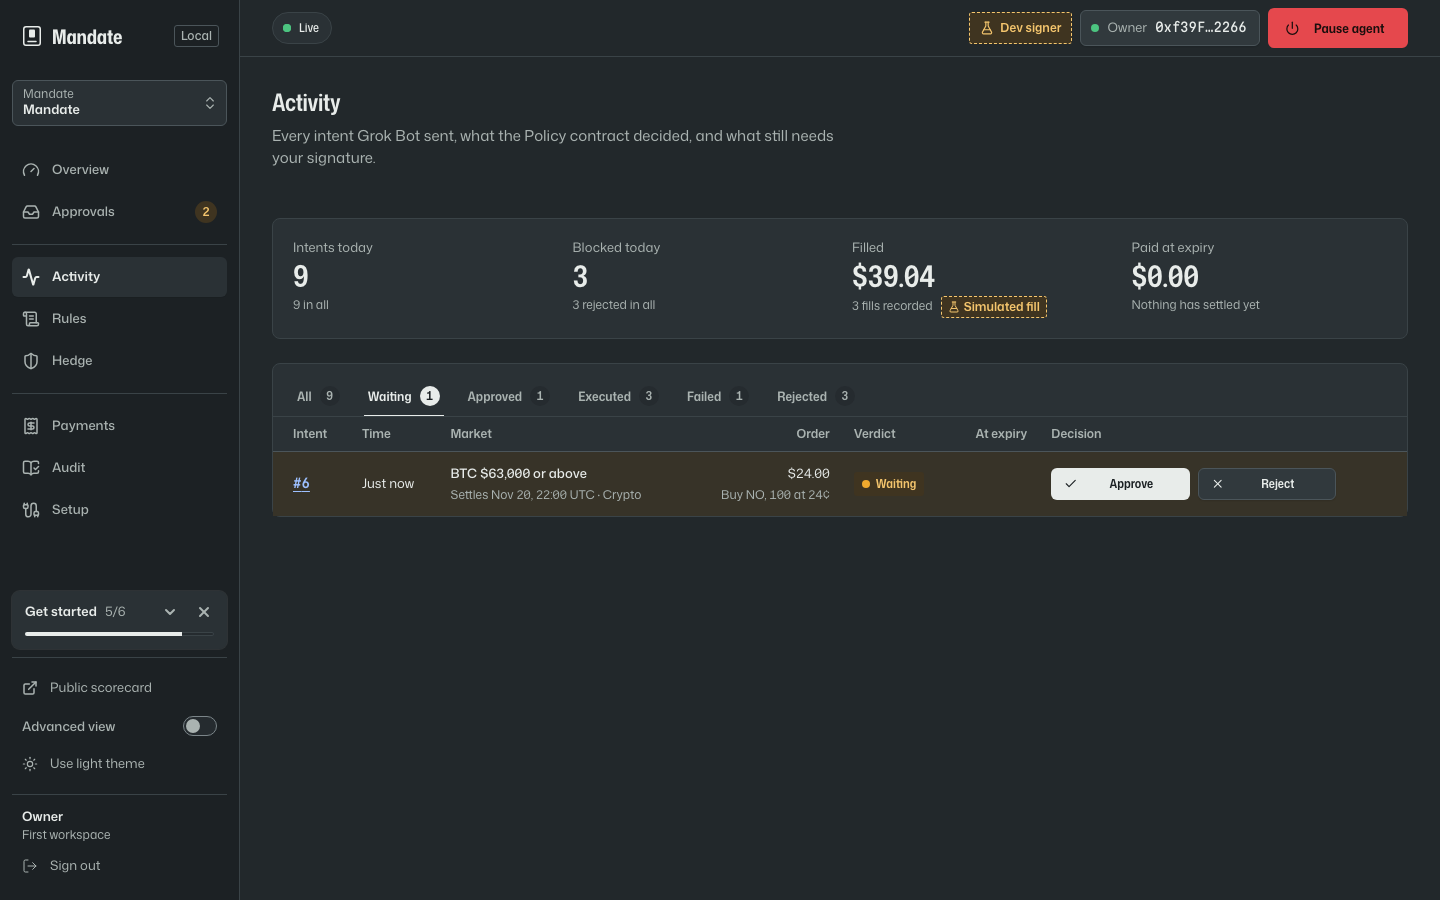 Mandate
Local
Mandate
Mandate
Overview
Approvals
2
Activity
Rules
Hedge
Payments
Audit
Setup
Get started 5/6
Public scorecard
Advanced view
Use light theme
Owner
First workspace
Sign out
Live
Dev signer
Owner 0xf39F…2266
Pause agent
Activity
Every intent Grok Bot sent, what the Policy contract decided, and what still needs
your signature.
Intents today
9
9 in all
Blocked today
3
3 rejected in all
Filled
$39.04
3 fills recorded
Simulated fill
Paid at expiry
$0.00
Nothing has settled yet
All 9
Waiting 1
Approved 1
Executed 3
Failed 1
Rejected 3
Intent Time Market Order Verdict At expiry Decision
#6
Just now
BTC $63,000 or above
Settles Nov 20, 22:00 UTC · Crypto
$24.00
Buy NO, 100 at 24¢
Waiting
Approve
Reject